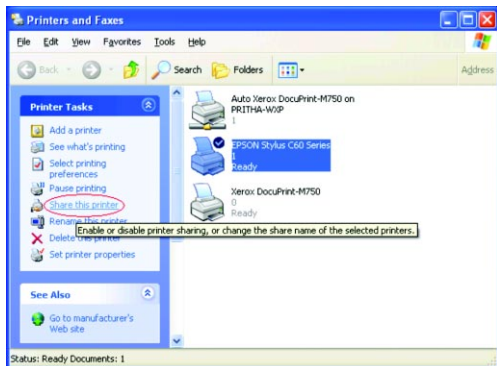 Printers and Faxes
File Edit View Favorites Tools Help
Back Search Folders Address
Printer Tasks
Add a printer
See what's printing
Select printing
preferences
Pause printing
Share this printer
Rename this printer
Delete this printer
Set printer properties
See Also
Go to manufacturer's
Web site
Auto Xerox DocuPrint-M750 on
PRITHA-WXP
1
EPSON Stylus C60 Series
1
Ready
Xerox DocuPrint-M750
0
Ready
Enable or disable printer sharing, or change the share name of the selected printers.
Status: Ready Documents: 1